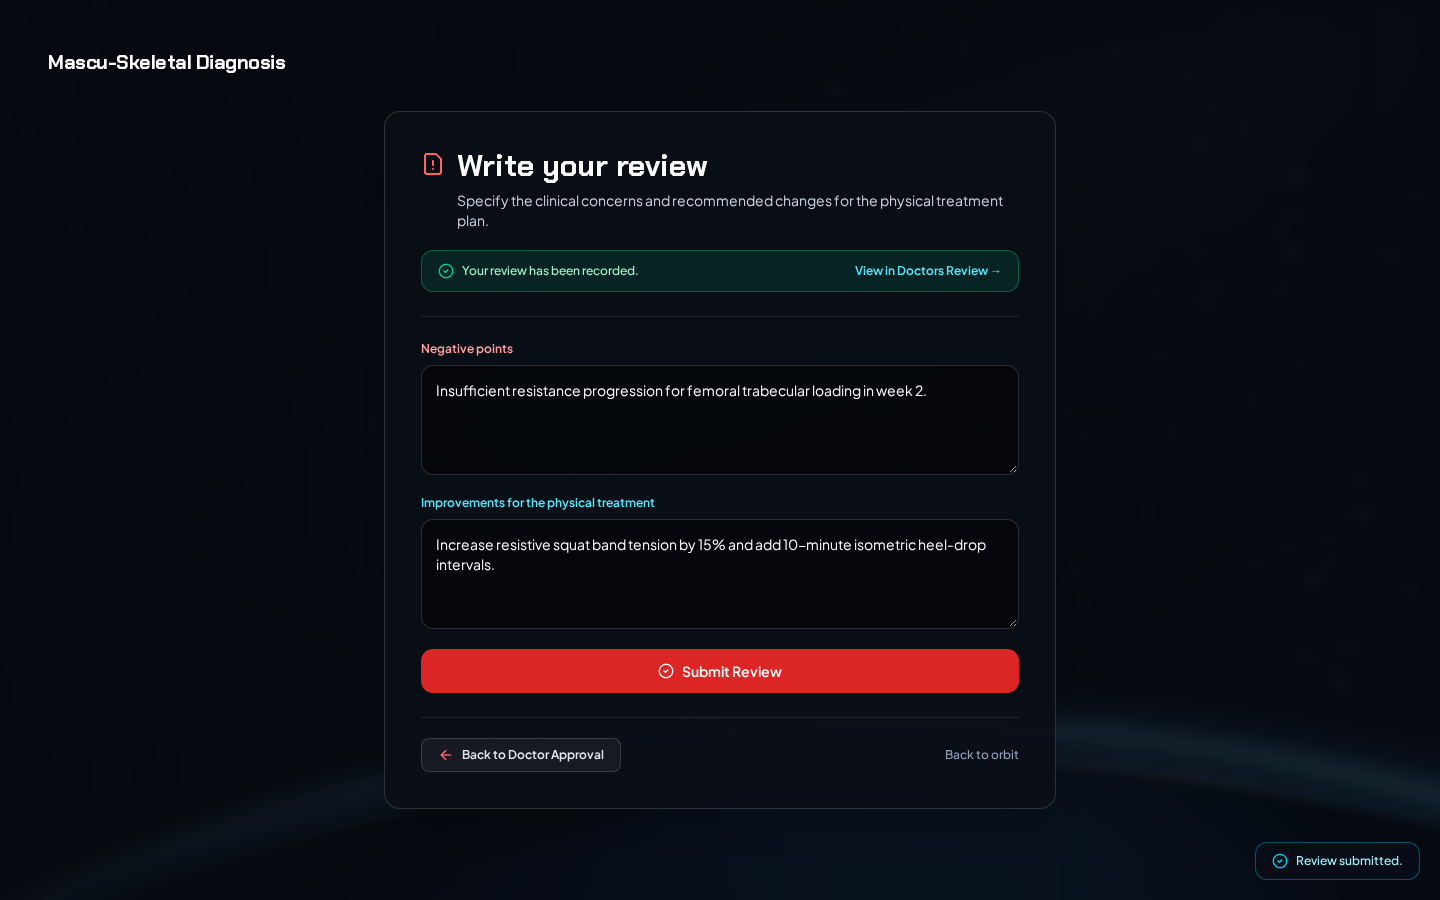 Mascu-Skeletal Diagnosis
Write your review
Specify the clinical concerns and recommended changes for the physical treatment
plan.
Your review has been recorded.
View in Doctors Review →
Negative points
Insufficient resistance progression for femoral trabecular loading in week 2.
Improvements for the physical treatment
Increase resistive squat band tension by 15% and add 10-minute isometric heel-drop
intervals.
Submit Review
Back to Doctor Approval
Back to orbit
Review submitted.